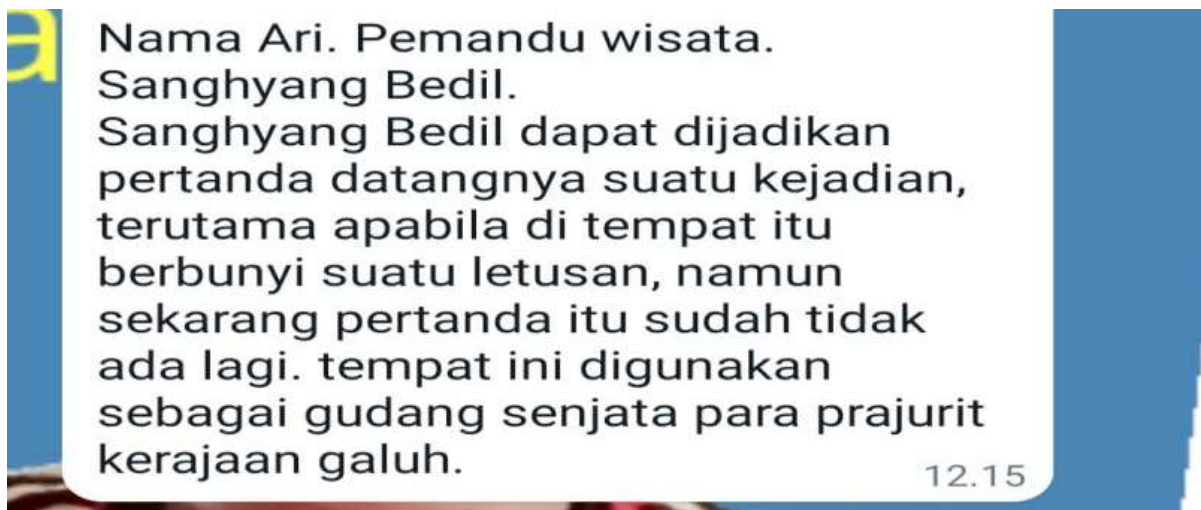 a
Nama Ari. Pemandu wisata.
Sanghyang Bedil.
Sanghyang Bedil dapat dijadikan
pertanda datangnya suatu kejadian,
terutama apabila di tempat itu
berbunyi suatu letusan, namun
sekarang pertanda itu sudah tidak
ada lagi. tempat ini digunakan
sebagai gudang senjata para prajurit
kerajaan galuh.
12.15